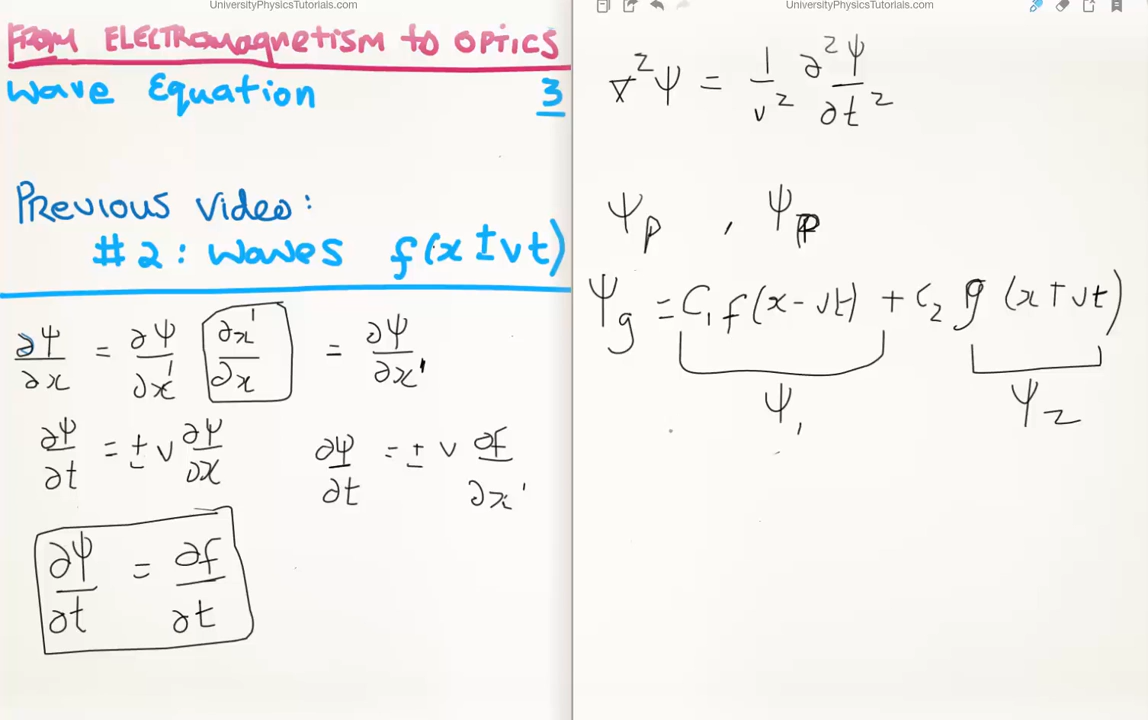 UniversityPhysicsTutorials.com
From ELECTromagnetism to OPTICS
Wave Equation 3
Previous Video:
#2: Waves f(x ± vt)
∂ψ/∂x = ∂ψ/∂x' ∂x'/∂x = ∂ψ/∂x'
∂ψ/∂t = ± v ∂ψ/∂x
∂ψ/∂t = ± v ∂f/∂x'
∂ψ/∂t = ∂f/∂t
UniversityPhysicsTutorials.com
∇²ψ = 1/v² ∂²ψ/∂t²
ψp , ψp
ψg = C₁ f(x - vt) + C₂ g (x + vt)
ψ₁ ψ₂